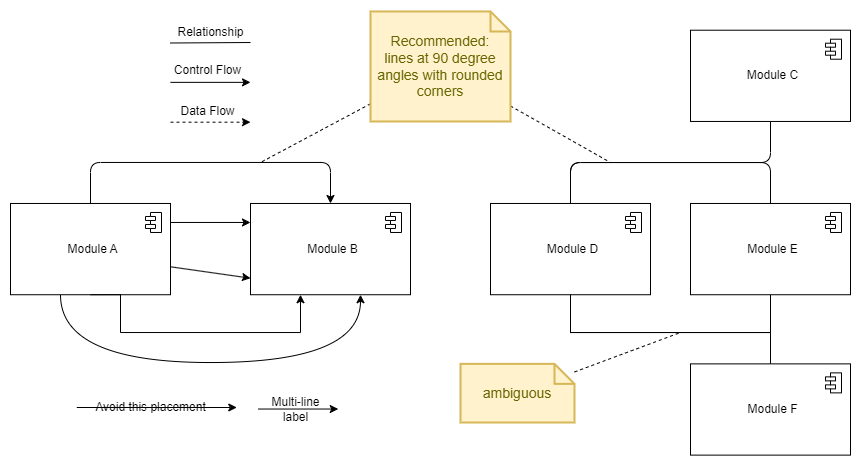 Relationship
Control Flow
Data Flow
Recommended:
lines at 90 degree
angles with rounded
corners
Module C
Module A
Module B
Module D
Module E
ambiguous
Module F
Avoid this placement
Multi-line
label